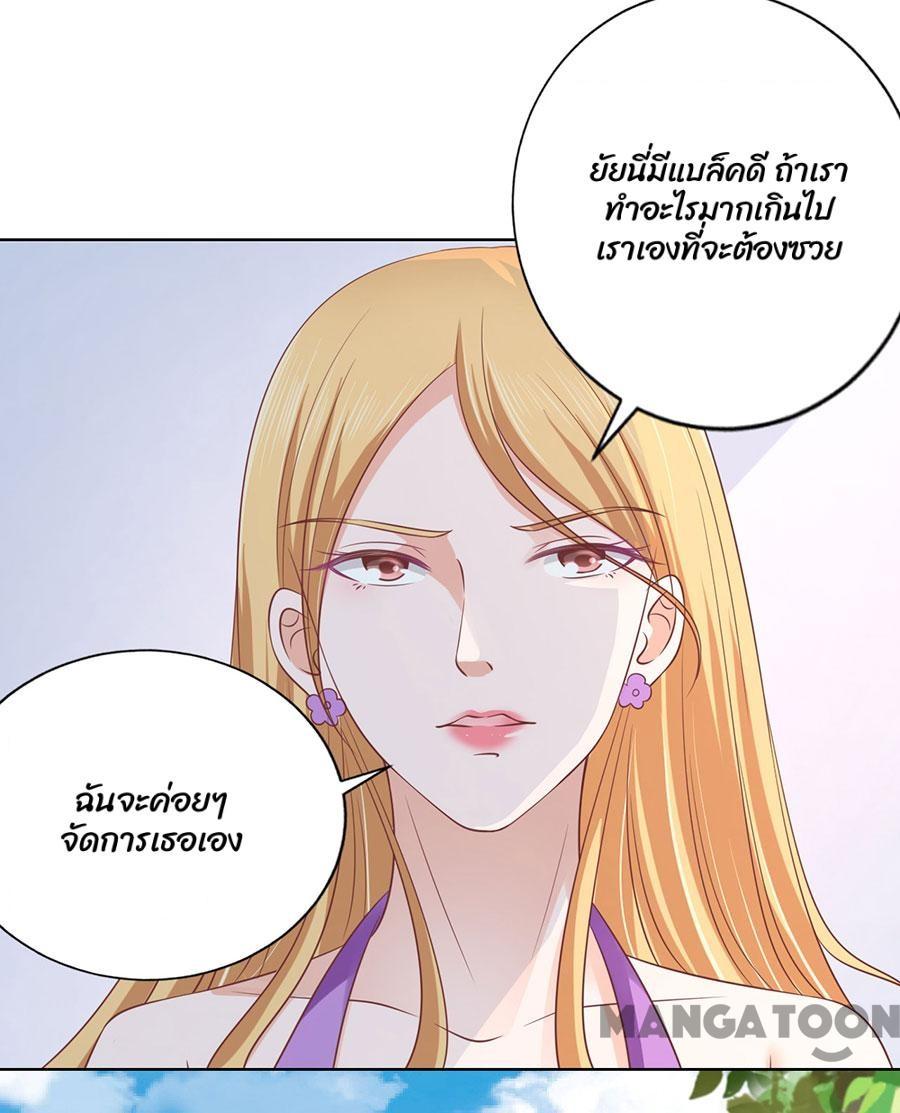 ยัยนี่มีแบล็คดี ถ้าเรา
ทำอะไรมากเกินไป
เราเองที่จะต้องซวย
ฉันจะค่อยๆ
จัดการเธอเอง
MANGATOON